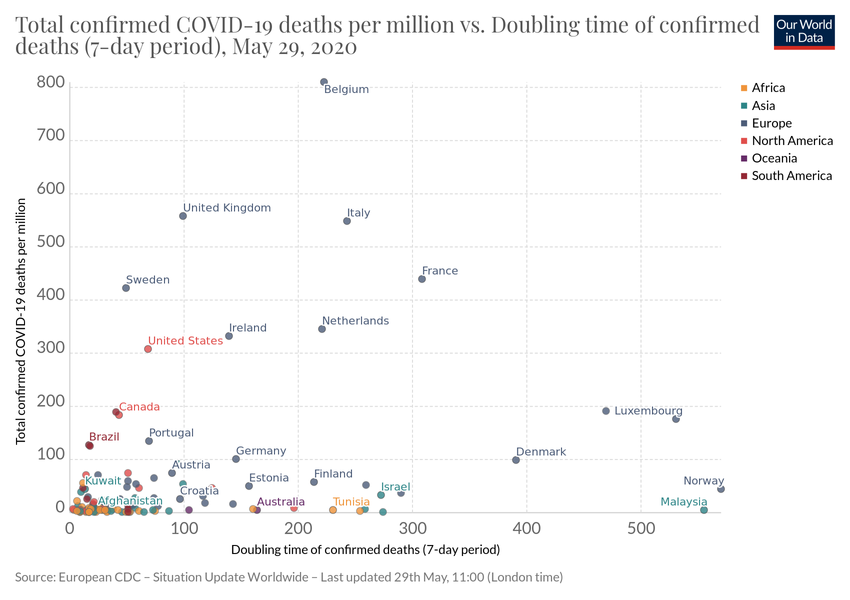 Total confirmed COVID-19 deaths per million vs. Doubling time of confirmed
deaths (7-day period), May 29, 2020
Our World
in Data
Africa
Asia
Europe
North America
Oceania
South America
Total confirmed COVID-19 deaths per million
800
700
600
500
400
300
200
100
0
Belgium
United Kingdom
Italy
France
Sweden
Netherlands
Ireland
United States
Canada
Luxembourg
Brazil
Portugal
Germany
Denmark
Austria
Kuwait
Estonia
Finland
Norway
Croatia
Israel
Afghanistan
Australia
Tunisia
Malaysia
0
100
200
300
400
500
Doubling time of confirmed deaths (7-day period)
Source: European CDC – Situation Update Worldwide – Last updated 29th May, 11:00 (London time)